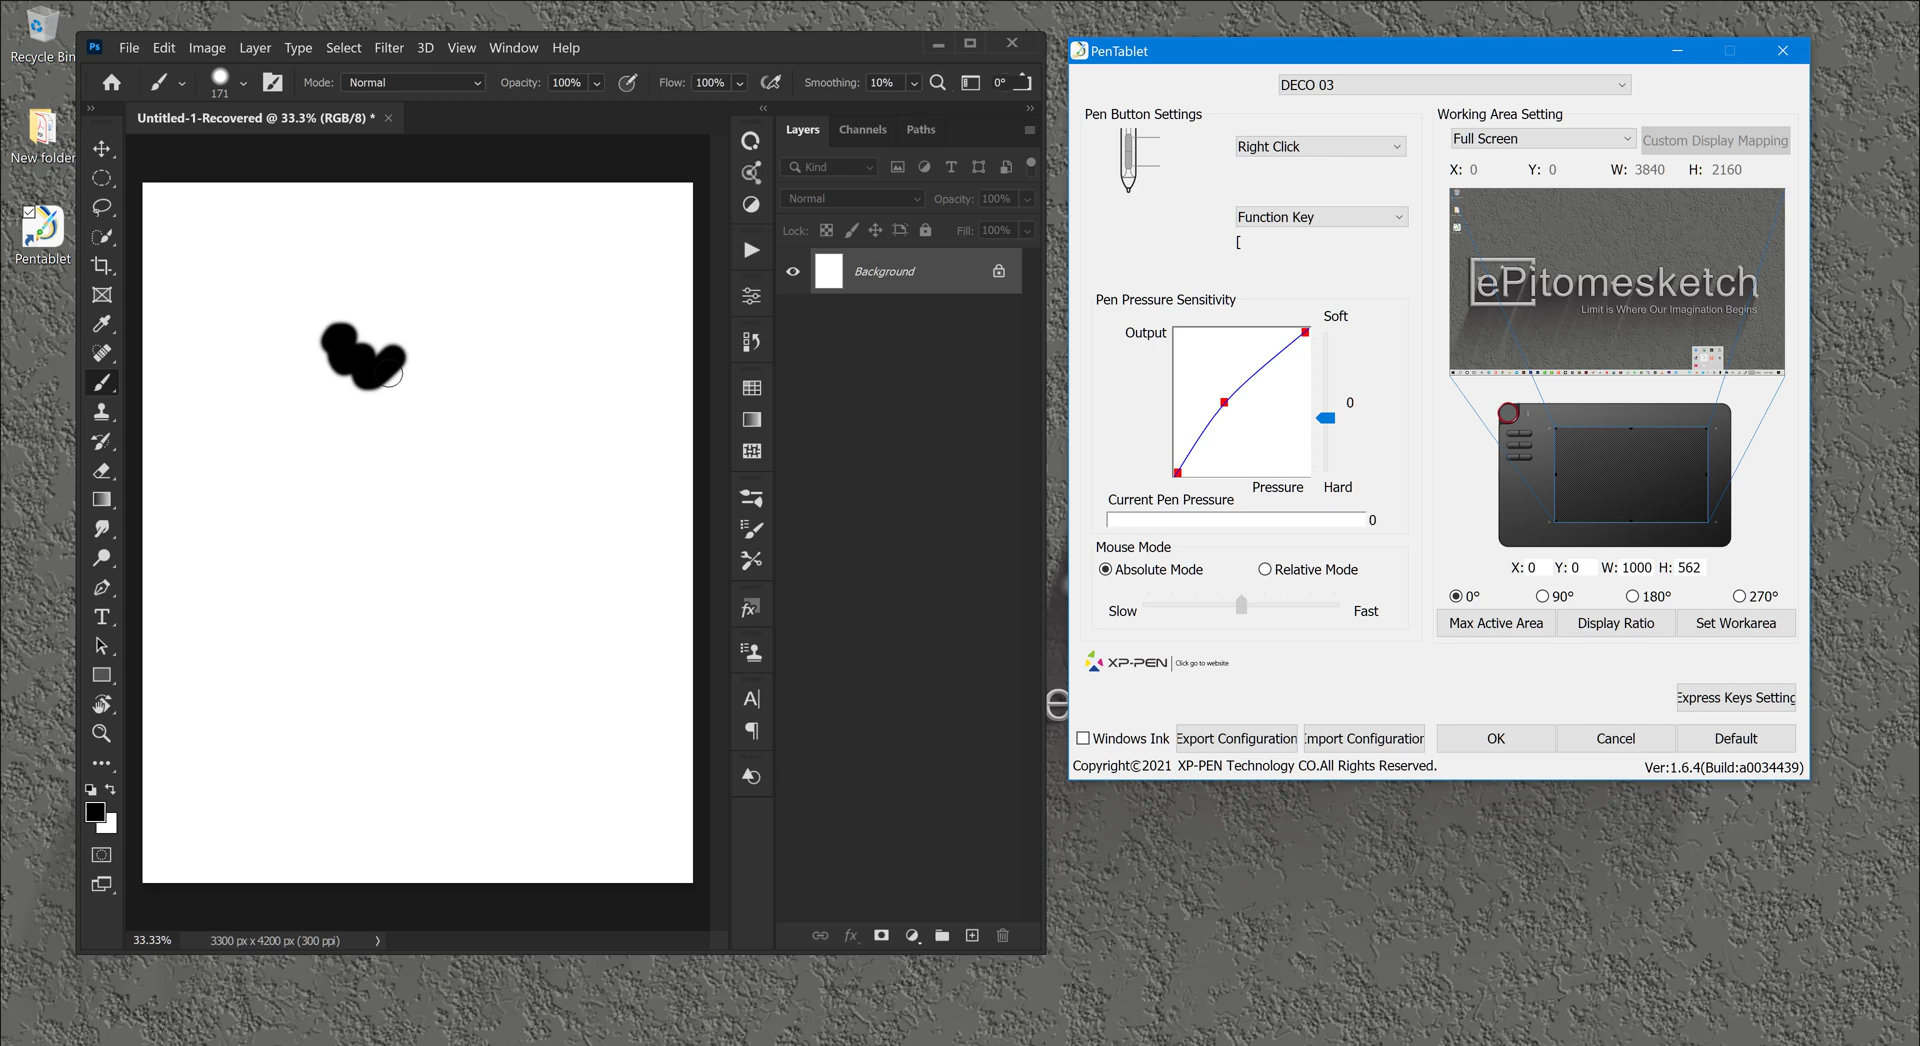 Recycle Bin
New folder
Pentablet
Ps File Edit Image Layer Type Select Filter 3D View Window Help
171
Mode: Normal
Opacity: 100%
Flow: 100%
Smoothing: 10%
0°
Untitled-1-Recovered @ 33.3% (RGB/8) *
Layers Channels Paths
Kind
Normal
Opacity: 100%
Lock:
Fill: 100%
Background
fx
33.33%
3300 px x 4200 px (300 ppi)
fx
PenTablet
DECO 03
Pen Button Settings
Right Click
Function Key
[
Pen Pressure Sensitivity
Output
Soft
0
Pressure
Hard
Current Pen Pressure
0
Mouse Mode
Absolute Mode
Relative Mode
Slow
Fast
XP-PEN
Click go to website
Working Area Setting
Full Screen
Custom Display Mapping
X: 0 Y: 0 W: 3840 H: 2160
ePitomesketch
Limit is Where Our Imagination Begins
X: 0 Y: 0 W: 1000 H: 562
0° 90° 180° 270°
Max Active Area
Display Ratio
Set Workarea
Express Keys Setting
Windows Ink
Export Configuration
Import Configuration
OK
Cancel
Default
Copyright©2021 XP-PEN Technology CO.All Rights Reserved.
Ver:1.6.4(Build:a0034439)
e